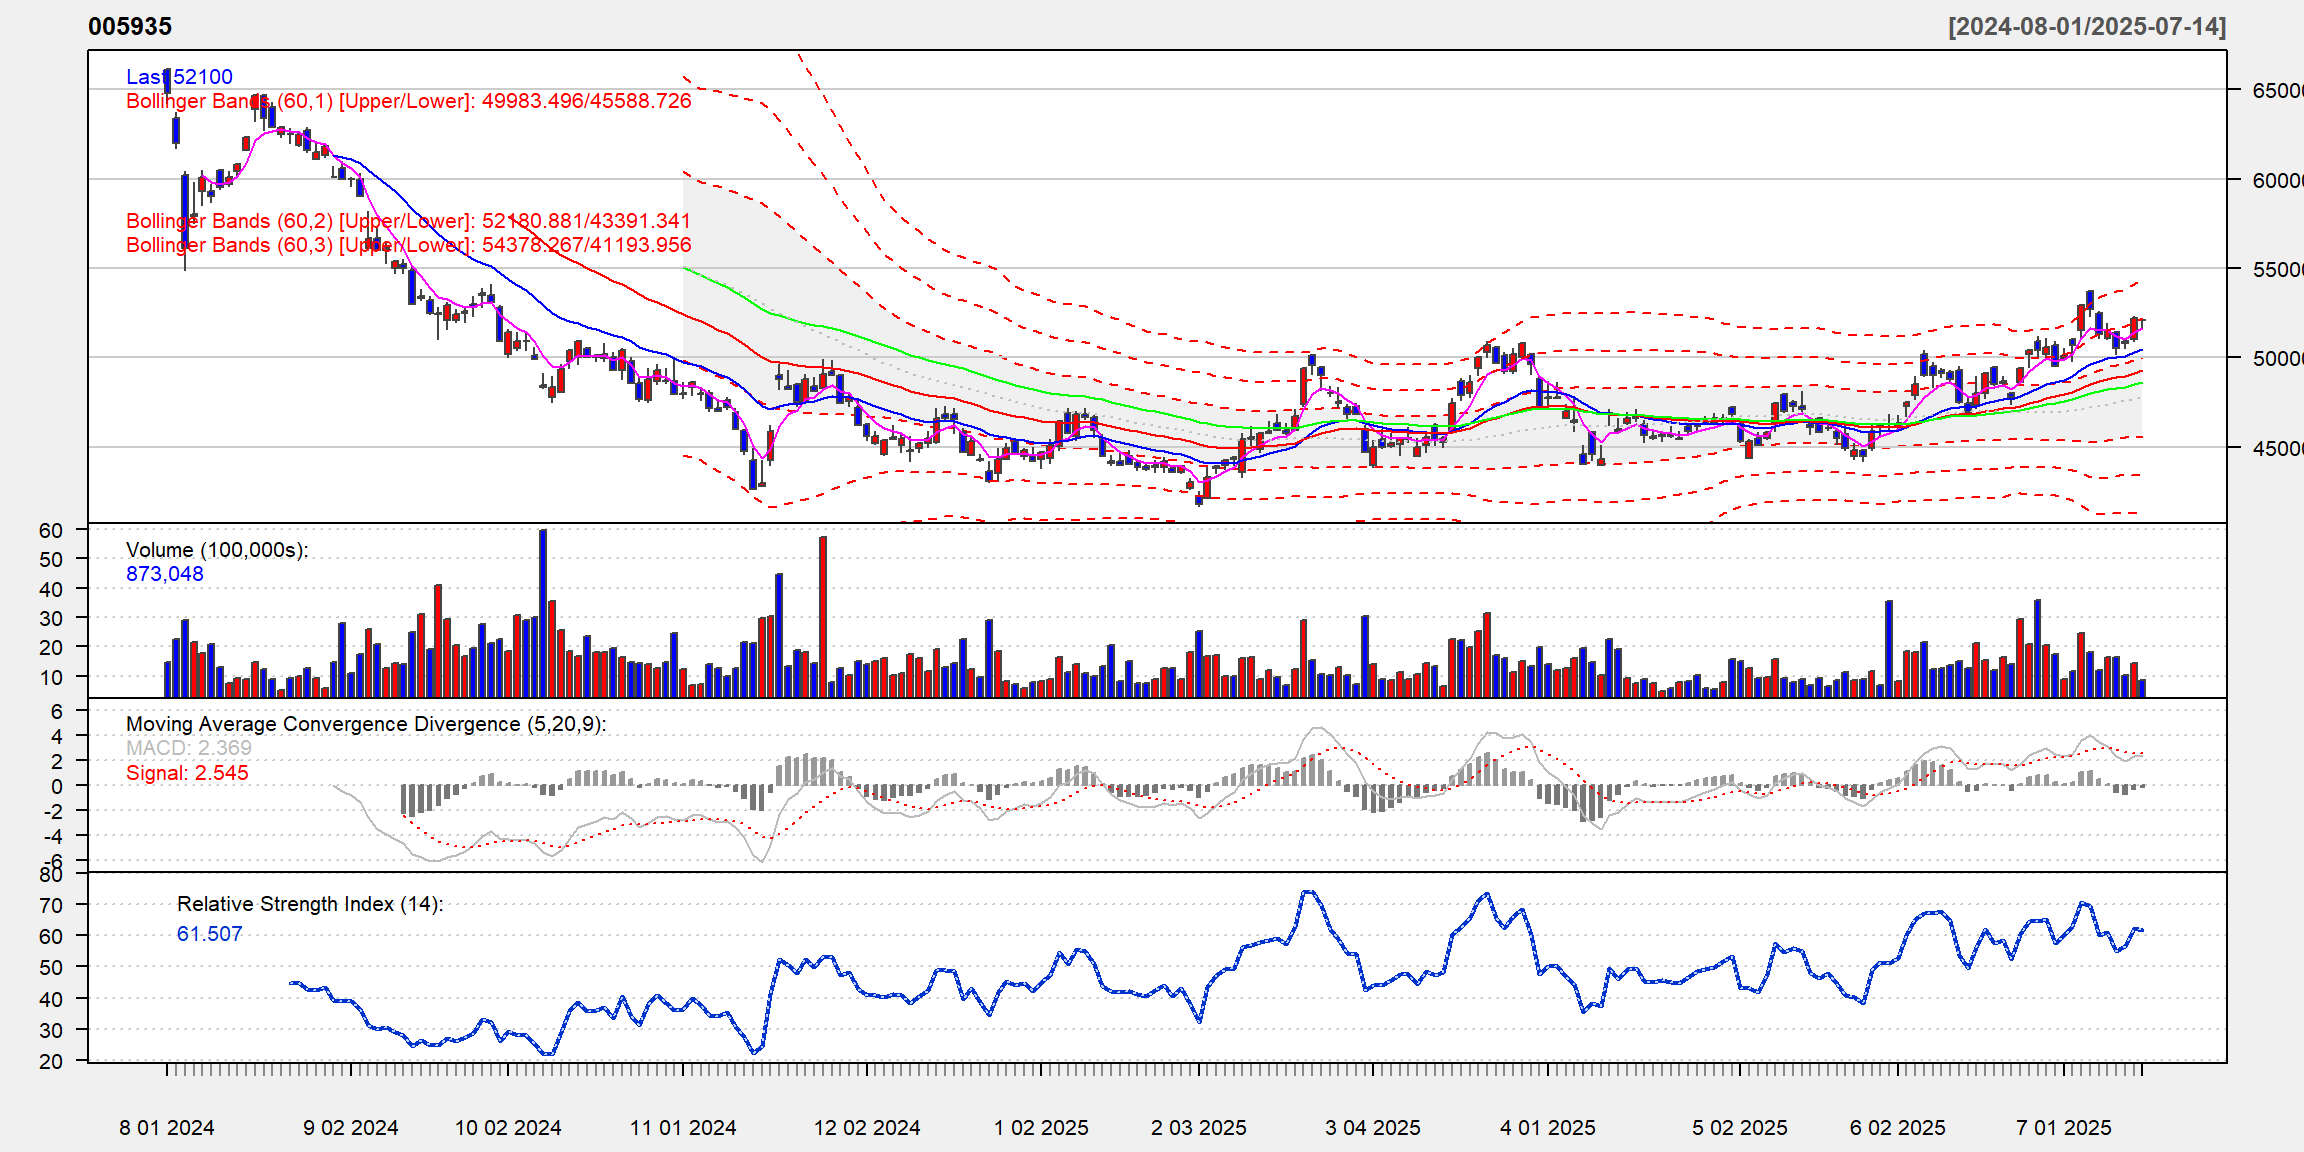 005935
[2024-08-01/2025-07-14]
Last 52100
Bollinger Bands (60,1) [Upper/Lower]: 49983.496/45588.726
Bollinger Bands (60,2) [Upper/Lower]: 52180.881/43391.341
Bollinger Bands (60,3) [Upper/Lower]: 54378.267/41193.956
65000
60000
55000
50000
45000
Volume (100,000s):
873,048
60
50
40
30
20
10
Moving Average Convergence Divergence (5,20,9):
MACD: 2.369
Signal: 2.545
6
4
2
0
-2
-4
-6
Relative Strength Index (14):
61.507
80
70
60
50
40
30
20
8 01 2024 9 02 2024 10 02 2024 11 01 2024 12 02 2024 1 02 2025 2 03 2025 3 04 2025 4 01 2025 5 02 2025 6 02 2025 7 01 2025